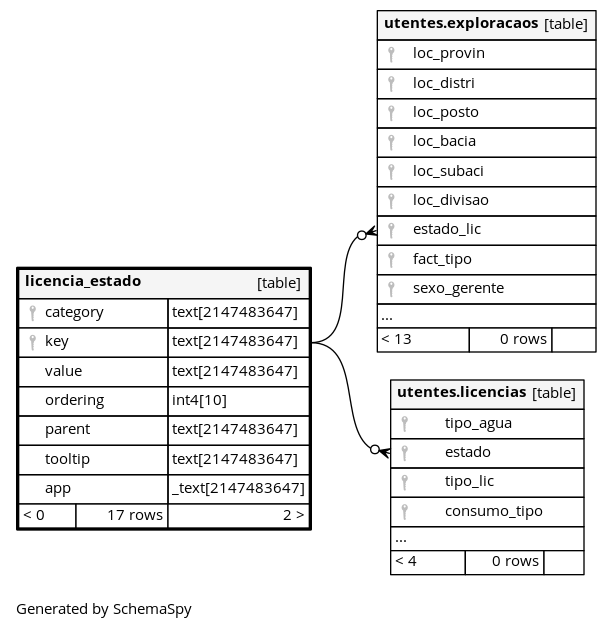 utentes.exploracaos [table]
loc_provin
loc_distri
loc_posto
loc_bacia
loc_subaci
loc_divisao
estado_lic
fact_tipo
sexo_gerente
...
< 13 0 rows
licencia_estado [table]
category text[2147483647]
key text[2147483647]
value text[2147483647]
ordering int4[10]
parent text[2147483647]
tooltip text[2147483647]
app _text[2147483647]
< 0 17 rows 2 >
utentes.licencias [table]
tipo_agua
estado
tipo_lic
consumo_tipo
...
< 4 0 rows
Generated by SchemaSpy